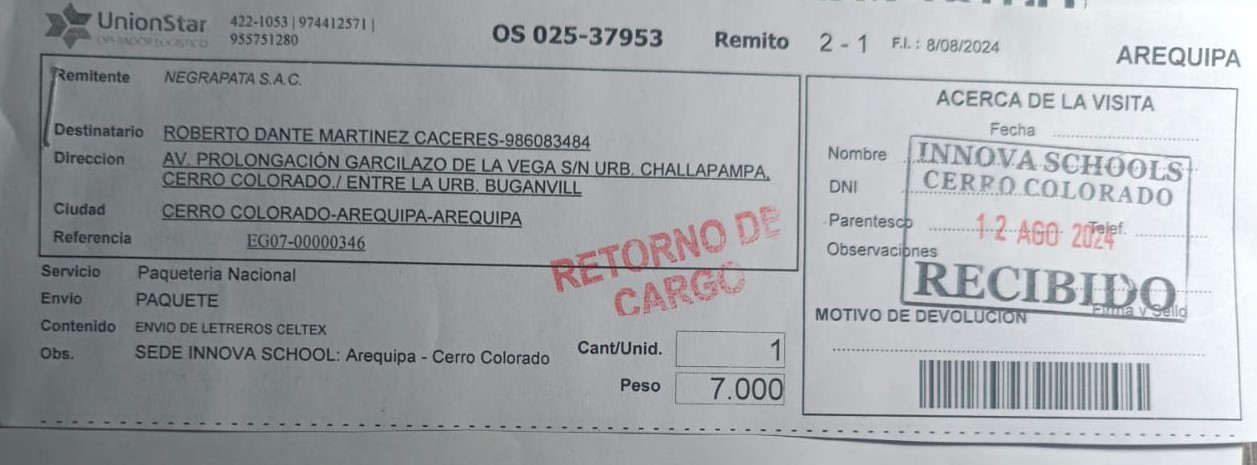 UnionStar
OPERADOR LOGISTICO
422-1053 | 974412571 |
955751280
OS 025-37953
Remito 2 - 1 F.I. : 8/08/2024
AREQUIPA
Remitente NEGRAPATA S.A.C.
Destinatario ROBERTO DANTE MARTINEZ CACERES-986083484
Direccion AV. PROLONGACIÓN GARCILAZO DE LA VEGA S/N URB. CHALLAPAMPA,
CERRO COLORADO./ ENTRE LA URB. BUGANVILL
Ciudad CERRO COLORADO-AREQUIPA-AREQUIPA
Referencia EG07-00000346
RETORNO DE
CARGO
Servicio Paqueteria Nacional
Envio PAQUETE
Contenido ENVIO DE LETREROS CELTEX
Obs. SEDE INNOVA SCHOOL: Arequipa - Cerro Colorado
Cant/Unid. 1
Peso 7.000
ACERCA DE LA VISITA
Fecha
Nombre
DNI
Parentesco
Telef.
Observaciones
Firma y Sello
INNOVA SCHOOLS
CERRO COLORADO
12 AGO 2024
RECIBIDO
MOTIVO DE DEVOLUCION